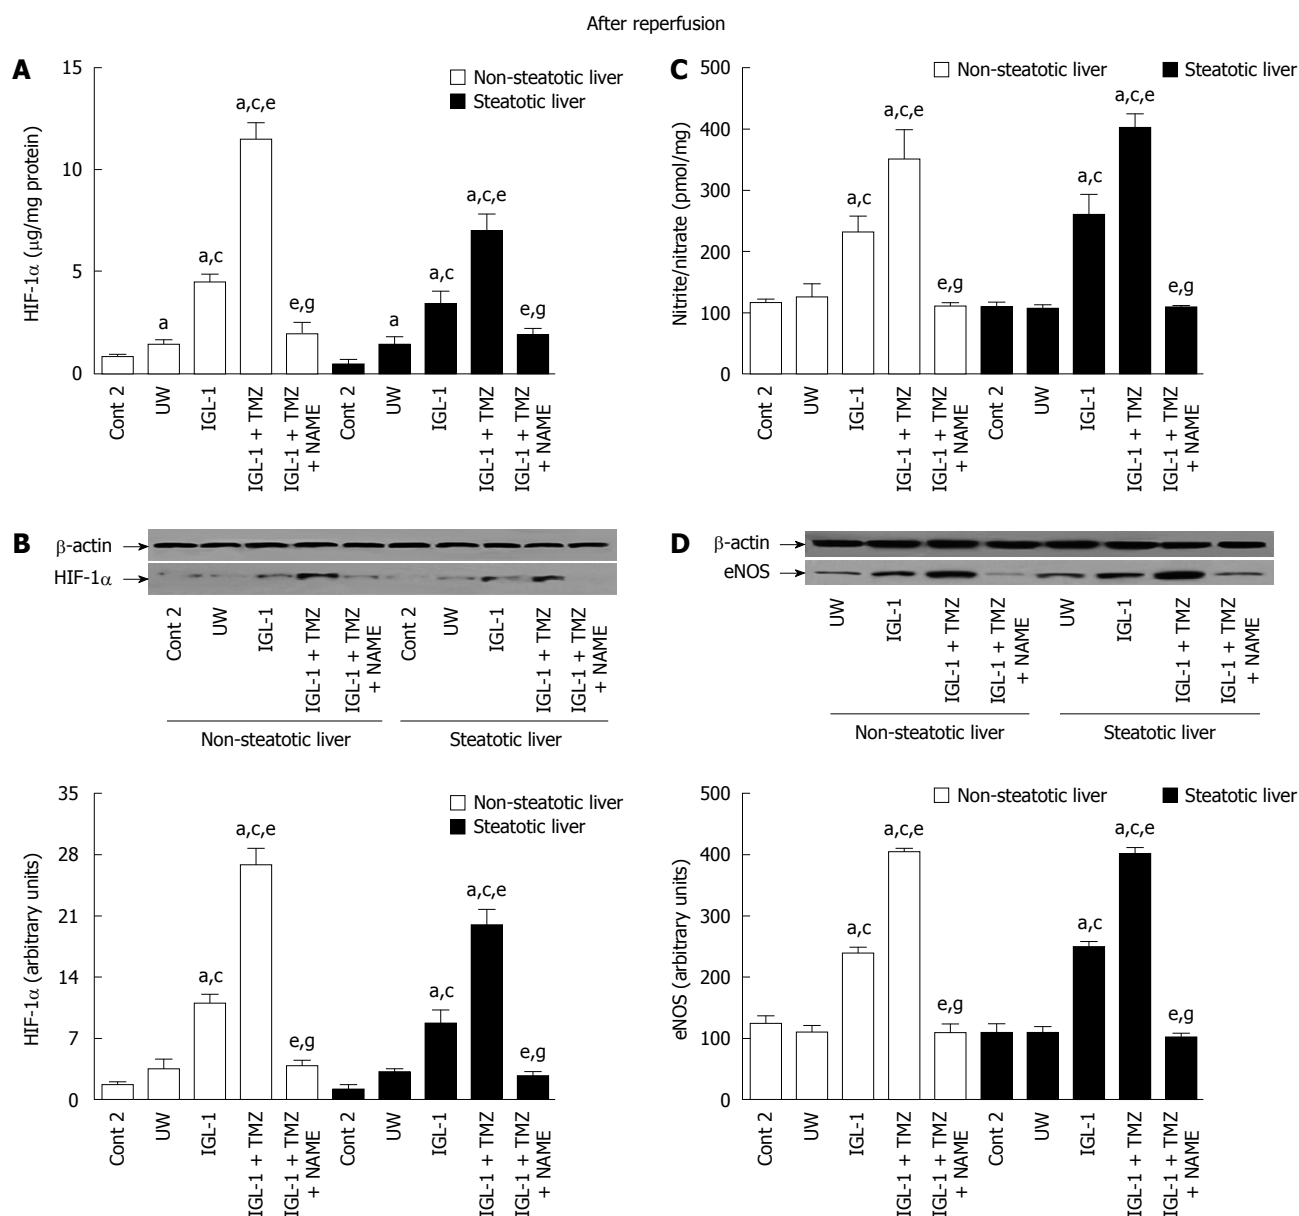 After reperfusion
A
15
10
5
0
HIF-1α (μg/mg protein)
Non-steatotic liver
Steatotic liver
a
a,c
a,c,e
e,g
a
a,c
a,c,e
e,g
Cont 2
UW
IGL-1
IGL-1 + TMZ
IGL-1 + TMZ
+ NAME
Cont 2
UW
IGL-1
IGL-1 + TMZ
IGL-1 + TMZ
+ NAME
C
500
400
300
200
100
0
Nitrite/nitrate (pmol/mg)
Non-steatotic liver
Steatotic liver
a,c
a,c,e
e,g
a,c
a,c,e
e,g
Cont 2
UW
IGL-1
IGL-1 + TMZ
IGL-1 + TMZ
+ NAME
Cont 2
UW
IGL-1
IGL-1 + TMZ
IGL-1 + TMZ
+ NAME
B
β-actin
HIF-1α
Cont 2
UW
IGL-1
IGL-1 + TMZ
IGL-1 + TMZ
+ NAME
Cont 2
UW
IGL-1
IGL-1 + TMZ
IGL-1 + TMZ
+ NAME
Non-steatotic liver
Steatotic liver
35
28
21
14
7
0
HIF-1α (arbitrary units)
Non-steatotic liver
Steatotic liver
a,c
a,c,e
e,g
a,c
a,c,e
e,g
Cont 2
UW
IGL-1
IGL-1 + TMZ
IGL-1 + TMZ
+ NAME
Cont 2
UW
IGL-1
IGL-1 + TMZ
IGL-1 + TMZ
+ NAME
D
β-actin
eNOS
UW
IGL-1
IGL-1 + TMZ
IGL-1 + TMZ
+ NAME
UW
IGL-1
IGL-1 + TMZ
IGL-1 + TMZ
+ NAME
Non-steatotic liver
Steatotic liver
500
400
300
200
100
0
eNOS (arbitrary units)
Non-steatotic liver
Steatotic liver
a,c
a,c,e
e,g
a,c
a,c,e
e,g
Cont 2
UW
IGL-1
IGL-1 + TMZ
IGL-1 + TMZ
+ NAME
Cont 2
UW
IGL-1
IGL-1 + TMZ
IGL-1 + TMZ
+ NAME